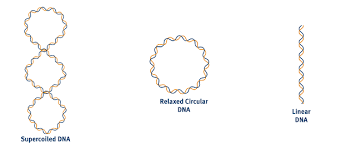 Supercoiled DNA
Relaxed Circular
DNA
Linear
DNA